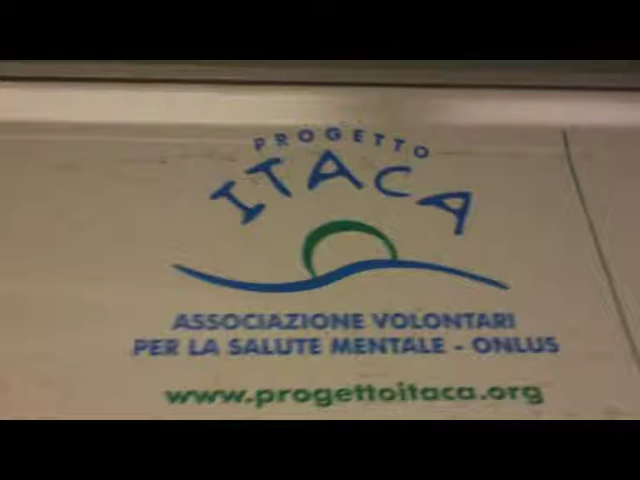 PROGETTO
ITACA
ASSOCIAZIONE VOLONTARI
PER LA SALUTE MENTALE - ONLUS
www.progettoitaca.org